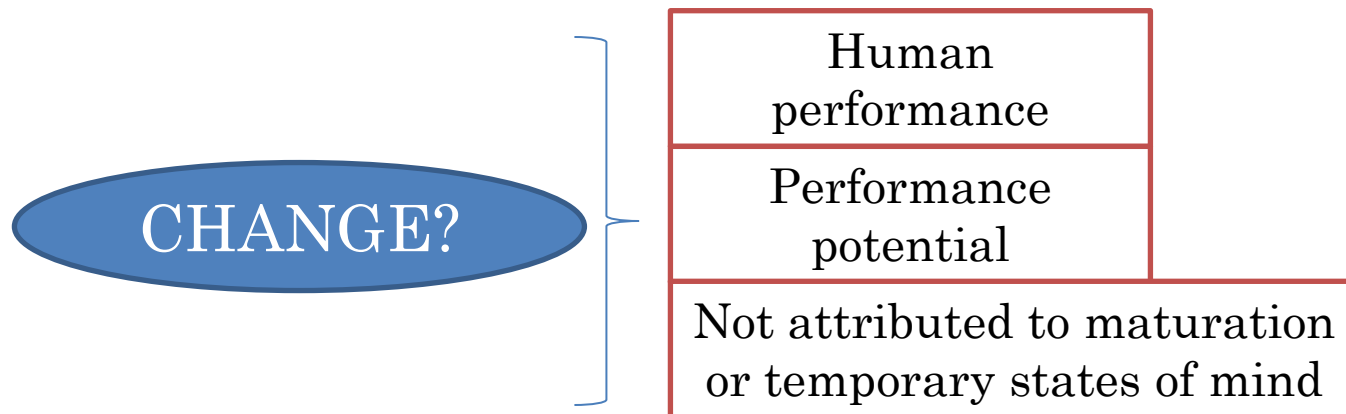 CHANGE?
Human
performance
Performance
potential
Not attributed to maturation
or temporary states of mind